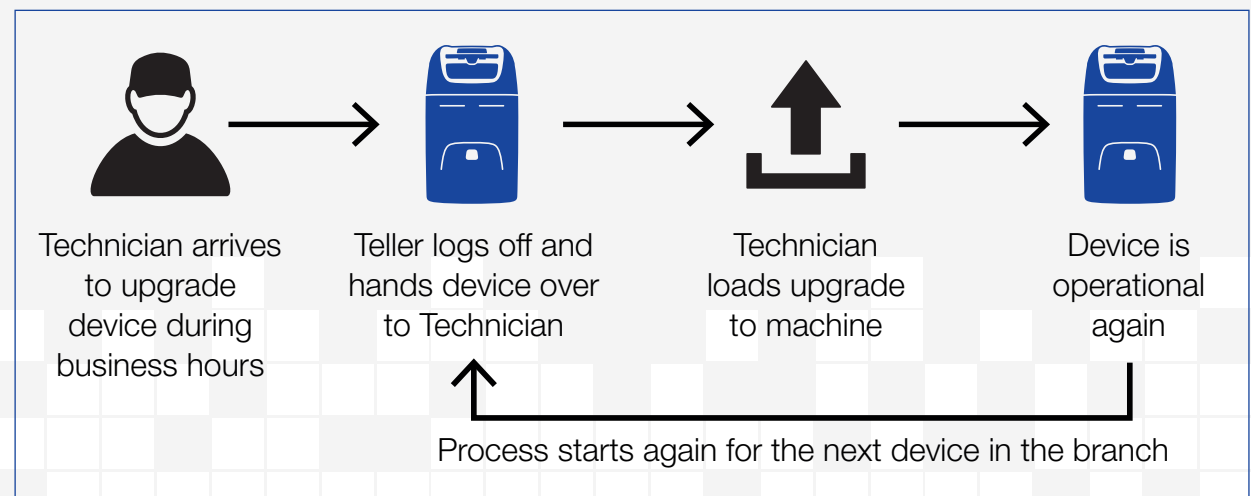 Technician arrives
to upgrade
device during
business hours
Teller logs off and
hands device over
to Technician
Technician
loads upgrade
to machine
Device is
operational
again
Process starts again for the next device in the branch